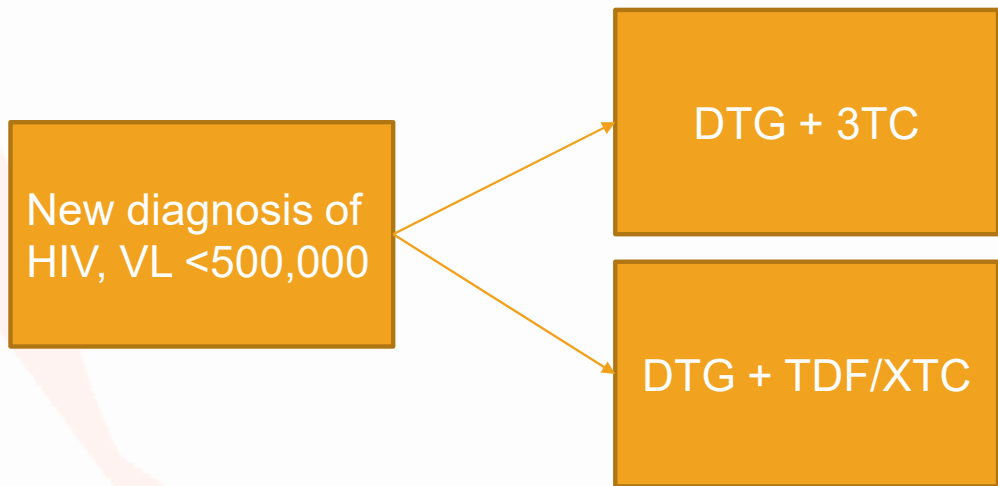 New diagnosis of
HIV, VL <500,000
DTG + 3TC
DTG + TDF/XTC